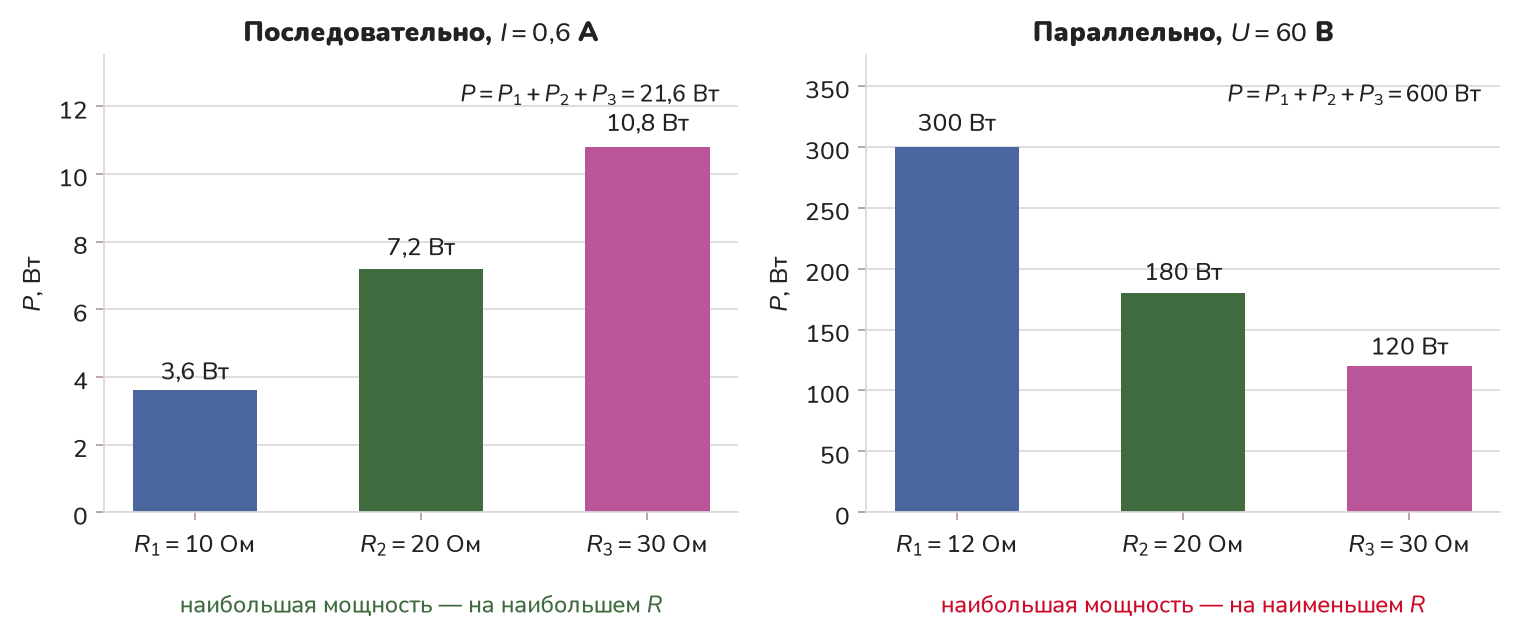 Последовательно, I = 0,6 А
P = P₁ + P₂ + P₃ = 21,6 Вт
P, Вт
12
10
8
6
4
2
0
3,6 Вт
7,2 Вт
10,8 Вт
R₁ = 10 Ом
R₂ = 20 Ом
R₃ = 30 Ом
наибольшая мощность — на наибольшем R
Параллельно, U = 60 В
P = P₁ + P₂ + P₃ = 600 Вт
P, Вт
350
300
250
200
150
100
50
0
300 Вт
180 Вт
120 Вт
R₁ = 12 Ом
R₂ = 20 Ом
R₃ = 30 Ом
наибольшая мощность — на наименьшем R